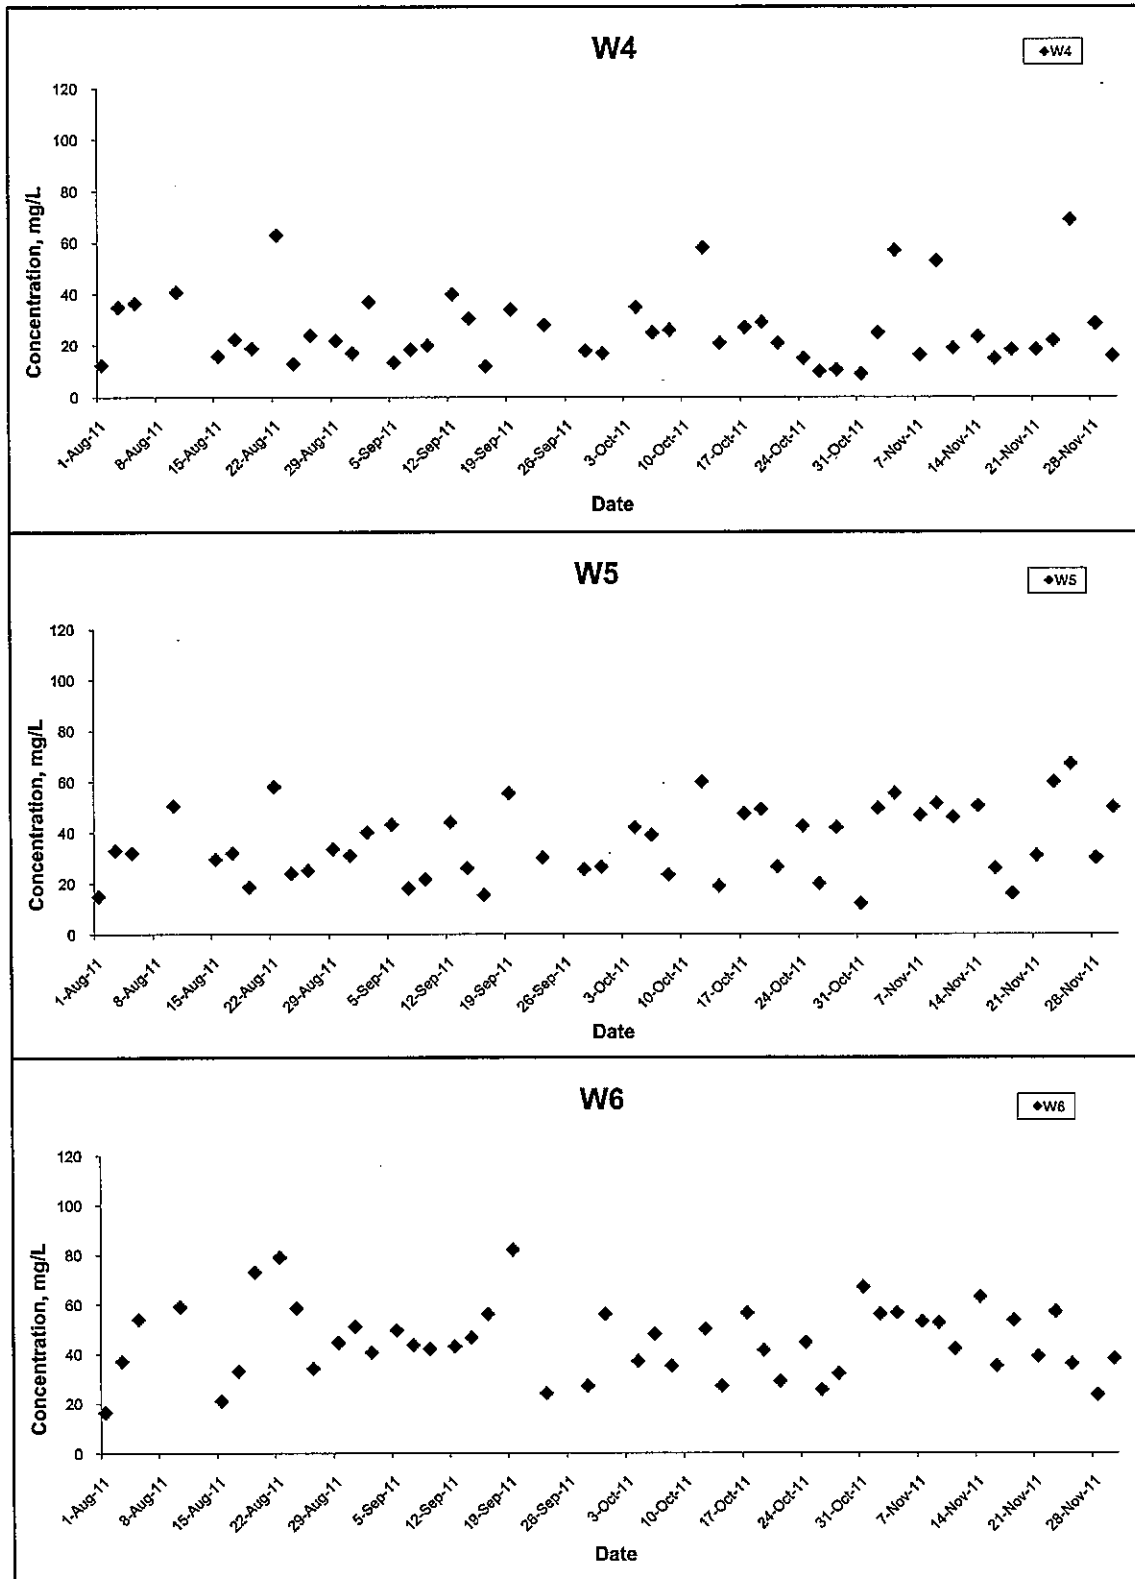 W4
◆W4
120
100
80
60
40
20
0
Concentration, mg/L
1-Aug-11 8-Aug-11 15-Aug-11 22-Aug-11 29-Aug-11 5-Sep-11 12-Sep-11 19-Sep-11 26-Sep-11 3-Oct-11 10-Oct-11 17-Oct-11 24-Oct-11 31-Oct-11 7-Nov-11 14-Nov-11 21-Nov-11 28-Nov-11
Date
W5
◆W5
120
100
80
60
40
20
0
Concentration, mg/L
1-Aug-11 8-Aug-11 15-Aug-11 22-Aug-11 29-Aug-11 5-Sep-11 12-Sep-11 19-Sep-11 26-Sep-11 3-Oct-11 10-Oct-11 17-Oct-11 24-Oct-11 31-Oct-11 7-Nov-11 14-Nov-11 21-Nov-11 28-Nov-11
Date
W6
◆W6
120
100
80
60
40
20
0
Concentration, mg/L
1-Aug-11 8-Aug-11 15-Aug-11 22-Aug-11 29-Aug-11 5-Sep-11 12-Sep-11 19-Sep-11 26-Sep-11 3-Oct-11 10-Oct-11 17-Oct-11 24-Oct-11 31-Oct-11 7-Nov-11 14-Nov-11 21-Nov-11 28-Nov-11
Date